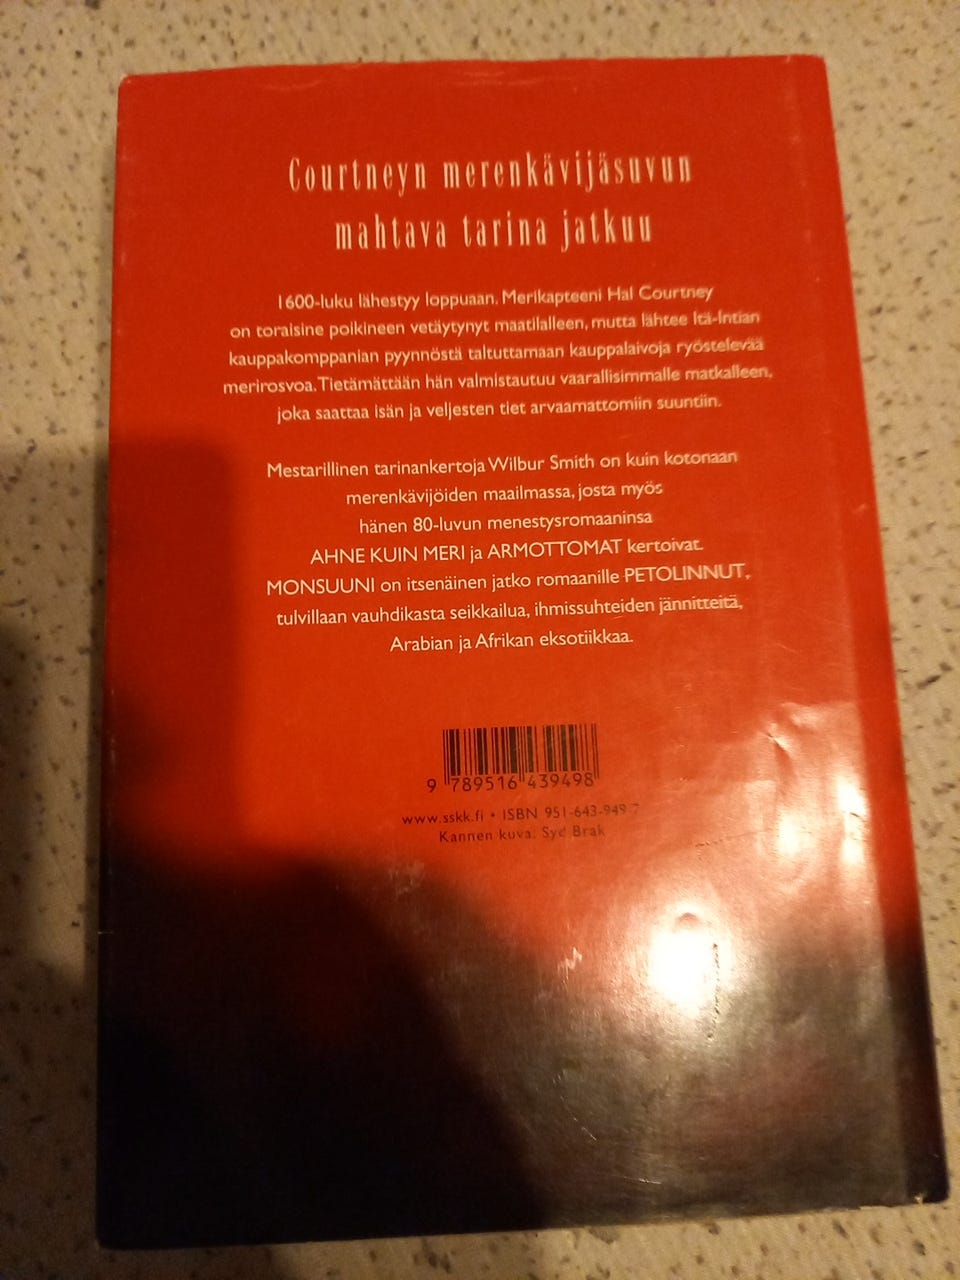 Courtneyn merenkävijäsuvun
mahtava tarina jatkuu
1600-luku lähestyy loppuaan. Merikapteeni Hal Courtney
on toraisine poikineen vetäytynyt maatilalleen, mutta lähtee Itä-Intian
kauppakomppanian pyynnöstä taltuttamaan kauppalaivoja ryöstelevää
merirosvoa. Tietämättään hän valmistautuu vaarallisimmalle matkalleen,
joka saattaa isän ja veljesten tiet arvaamattomiin suuntiin.
Mestarillinen tarinankertoja Wilbur Smith on kuin kotonaan
merenkävijöiden maailmassa, josta myös
hänen 80-luvun menestysromaaninsa
AHNE KUIN MERI ja ARMOTTOMAT kertoivat.
MONSUUNI on itsenäinen jatko romaanille PETOLINNUT,
tulvillaan vauhdikasta seikkailua, ihmissuhteiden jännitteitä,
Arabian ja Afrikan eksotiikkaa.
9 789516 439498
www.sskk.fi • ISBN 951-643-949-7
Kannen kuva: Syd Brak